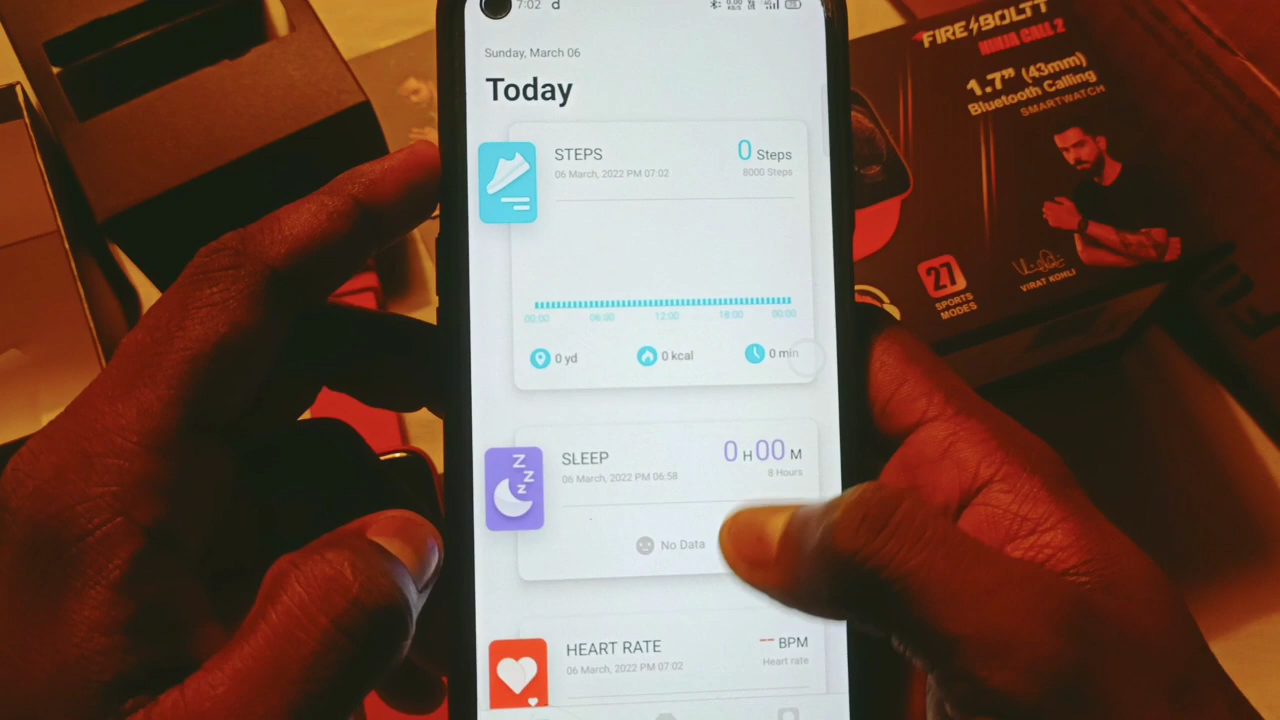 7:02 d
Sunday, March 06
Today
STEPS
0 Steps
06 March, 2022 PM 07:02
8000 Steps
00:00 06:00 12:00 18:00 00:00
0 yd 0 kcal 0 min
SLEEP
0 H 00 M
06 March, 2022 PM 06:58
8 Hours
Z
Z
Z
No Data
HEART RATE
-- BPM
06 March, 2022 PM 07:02
Heart rate
FIRE BOLTT
NINJA CALL 2
1.7" (43mm)
Bluetooth Calling
SMARTWATCH
27
SPORTS
MODES
VIRAT KOHLI